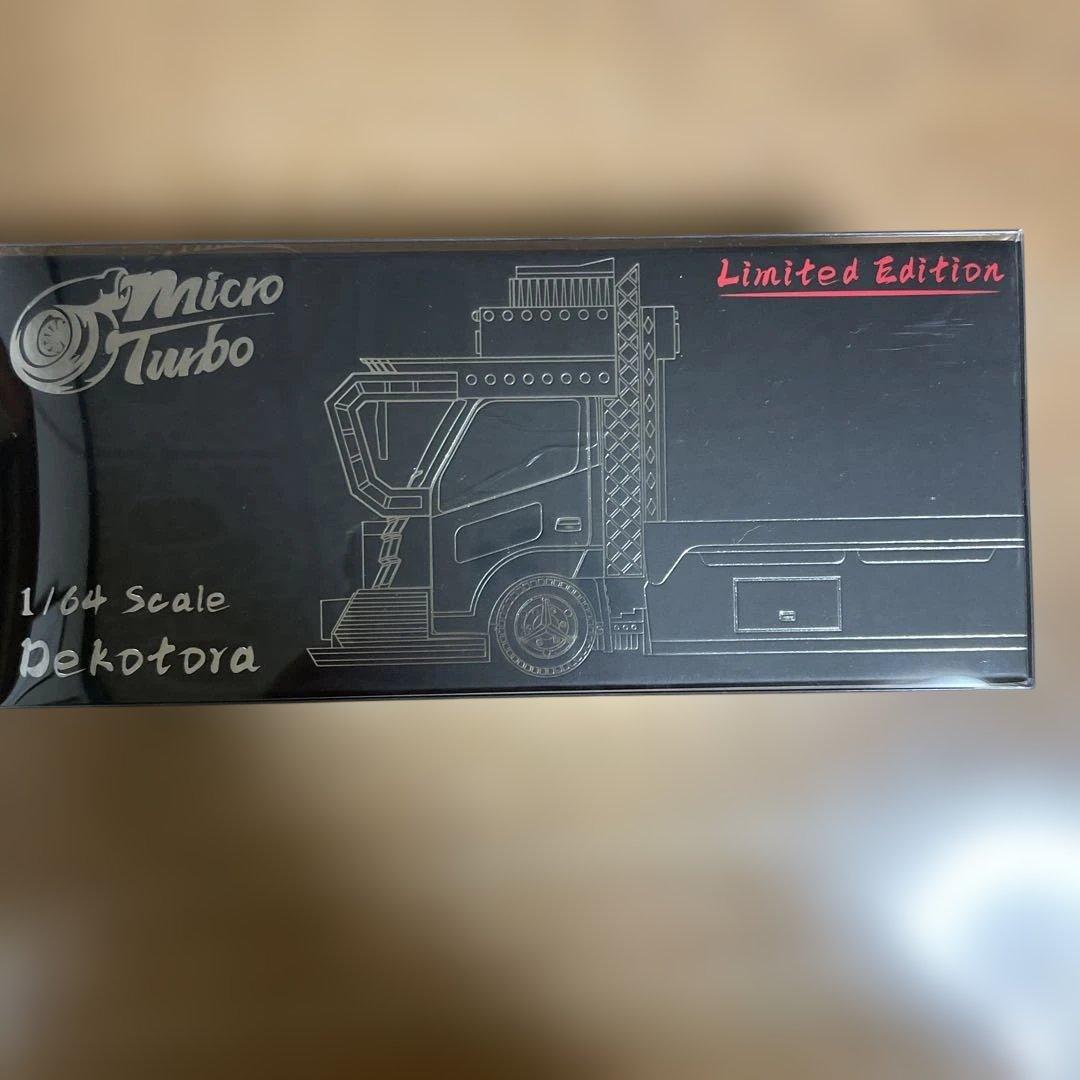 Micro
Turbo
Limited Edition
1/64 Scale
Dekotora